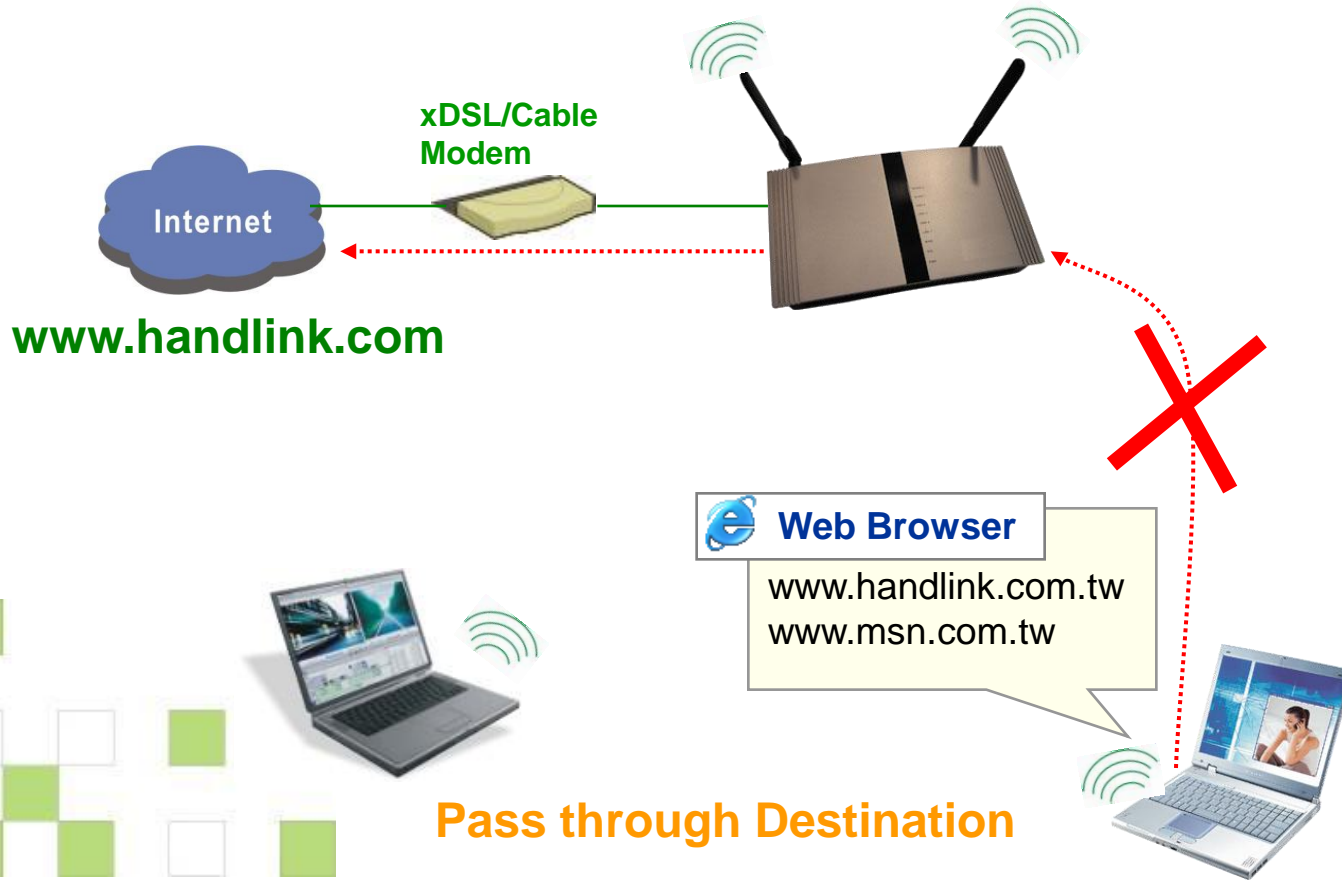 xDSL/Cable
Modem
Internet
www.handlink.com
Web Browser
www.handlink.com.tw
www.msn.com.tw
Pass through Destination